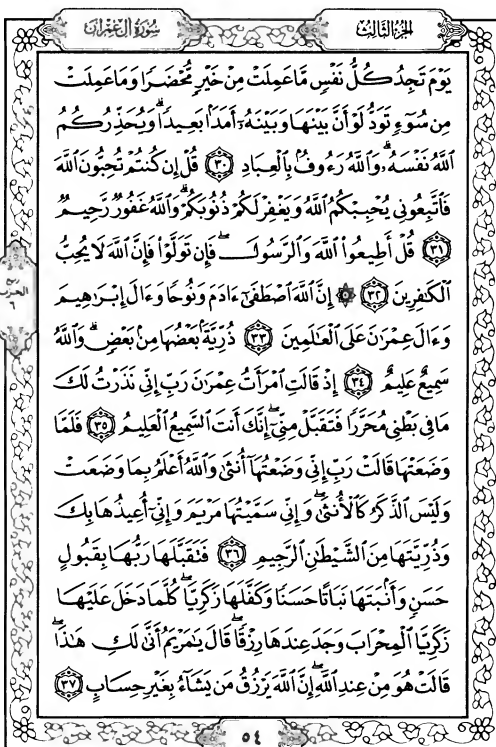 الجزء الثالث
سورة آل عمران
يَوۡمَ تَجِدُ كُلُّ نَفۡسٖ مَّا عَمِلَتۡ مِنۡ خَيۡرٖ مُّحۡضَرٗا وَمَا عَمِلَتۡ
مِن سُوٓءٖ تَوَدُّ لَوۡ أَنَّ بَيۡنَهَا وَبَيۡنَهُۥٓ أَمَدَۢا بَعِيدٗاۗ وَيُحَذِّرُكُمُ
ٱللَّهُ نَفۡسَهُۥۗ وَٱللَّهُ رَءُوفُۢ بِٱلۡعِبَادِ ٣٠ قُلۡ إِن كُنتُمۡ تُحِبُّونَ ٱللَّهَ
فَٱتَّبِعُونِي يُحۡبِبۡكُمُ ٱللَّهُ وَيَغۡفِرۡ لَكُمۡ ذُنُوبَكُمۡۚ وَٱللَّهُ غَفُورٞ رَّحِيمٞ
٣١ قُلۡ أَطِيعُواْ ٱللَّهَ وَٱلرَّسُولَۖ فَإِن تَوَلَّوۡاْ فَإِنَّ ٱللَّهَ لَا يُحِبُّ
ٱلۡكَٰفِرِينَ ٣٢ ۞ إِنَّ ٱللَّهَ ٱصۡطَفَىٰٓ ءَادَمَ وَنُوحٗا وَءَالَ إِبۡرَٰهِيمَ
وَءَالَ عِمۡرَٰنَ عَلَى ٱلۡعَٰلَمِينَ ٣٣ ذُرِّيَّةَۢ بَعۡضُهَا مِنۢ بَعۡضٖۗ وَٱللَّهُ
سَمِيعٌ عَلِيمٌ ٣٤ إِذۡ قَالَتِ ٱمۡرَأَتُ عِمۡرَٰنَ رَبِّ إِنِّي نَذَرۡتُ لَكَ
مَا فِي بَطۡنِي مُحَرَّرٗا فَتَقَبَّلۡ مِنِّيٓۖ إِنَّكَ أَنتَ ٱلسَّمِيعُ ٱلۡعَلِيمُ ٣٥ فَلَمَّا
وَضَعَتۡهَا قَالَتۡ رَبِّ إِنِّي وَضَعۡتُهَآ أُنثَىٰ وَٱللَّهُ أَعۡلَمُ بِمَا وَضَعَتۡ
وَلَيۡسَ ٱلذَّكَرُ كَٱلۡأُنثَىٰۖ وَإِنِّي سَمَّيۡتُهَا مَرۡيَمَ وَإِنِّيٓ أُعِيذُهَا بِكَ
وَذُرِّيَّتَهَا مِنَ ٱلشَّيۡطَٰنِ ٱلرَّجِيمِ ٣٦ فَتَقَبَّلَهَا رَبُّهَا بِقَبُولٍ
حَسَنٖ وَأَنۢبَتَهَا نَبَاتًا حَسَنٗا وَكَفَّلَهَا زَكَرِيَّاۖ كُلَّمَا دَخَلَ عَلَيۡهَا
زَكَرِيَّا ٱلۡمِحۡرَابَ وَجَدَ عِندَهَا رِزۡقٗاۖ قَالَ يَٰمَرۡيَمُ أَنَّىٰ لَكِ هَٰذَاۖ
قَالَتۡ هُوَ مِنۡ عِندِ ٱللَّهِۖ إِنَّ ٱللَّهَ يَرۡزُقُ مَن يَشَآءُ بِغَيۡرِ حِسَابٍ ٣٧
٥٤